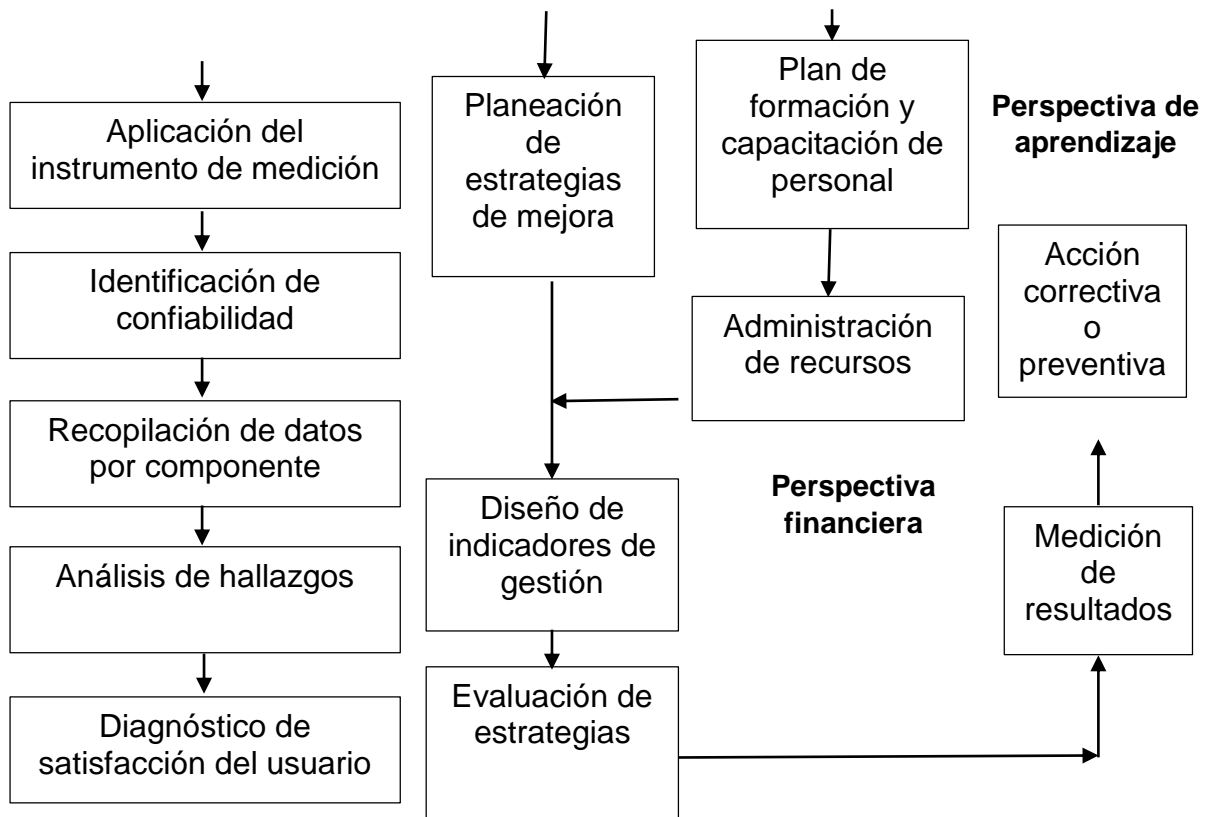 Aplicación del
instrumento de medición
Identificación de
confiabilidad
Recopilación de datos
por componente
Análisis de hallazgos
Diagnóstico de
satisfacción del usuario
Planeación
de
estrategias
de mejora
Diseño de
indicadores de
gestión
Evaluación de
estrategias
Plan de
formación y
capacitación de
personal
Administración
de recursos
Perspectiva
financiera
Perspectiva de
aprendizaje
Acción
correctiva
o
preventiva
Medición
de
resultados